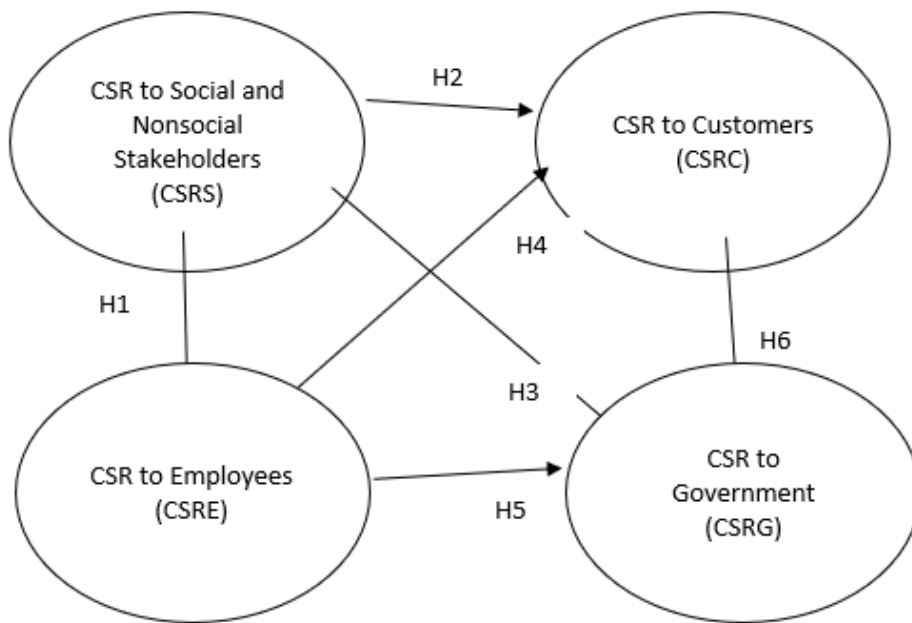 CSR to Social and
Nonsocial
Stakeholders
(CSRS)
H2
CSR to Customers
(CSRC)
H4
H1
H6
H3
CSR to Employees
(CSRE)
H5
CSR to
Government
(CSRG)